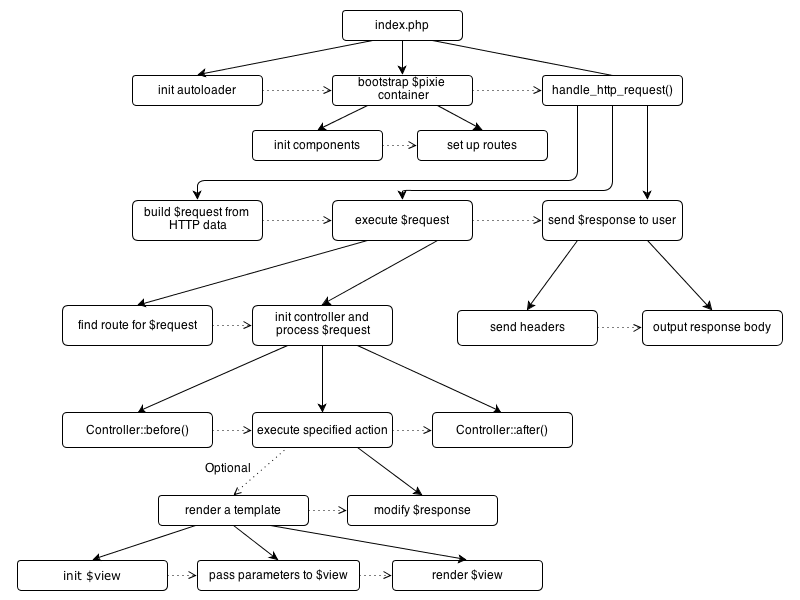 index.php
init autoloader
bootstrap $pixie
container
handle_http_request()
init components
set up routes
build $request from
HTTP data
execute $request
send $response to user
find route for $request
init controller and
process $request
send headers
output response body
Controller::before()
execute specified action
Controller::after()
Optional
render a template
modify $response
init $view
pass parameters to $view
render $view